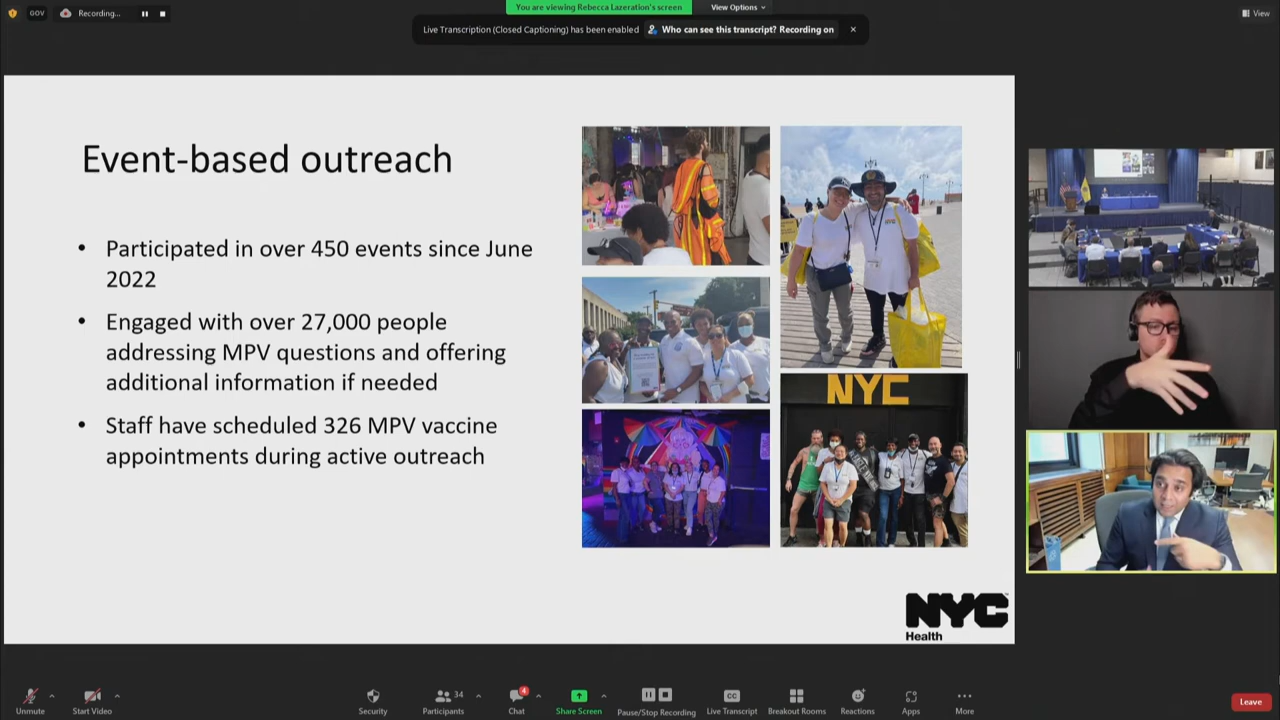 GOV
Recording...
You are viewing Rebecca Lazeration's screen
View Options
View
Live Transcription (Closed Captioning) has been enabled
Who can see this transcript? Recording on
Event-based outreach
• Participated in over 450 events since June
2022
• Engaged with over 27,000 people
addressing MPV questions and offering
additional information if needed
• Staff have scheduled 326 MPV vaccine
appointments during active outreach
NYC
NYC
Health
Unmute
Start Video
Security
Participants
34
Chat
4
Share Screen
Pause/Stop Recording
CC
Live Transcript
Breakout Rooms
Reactions
Apps
More
Leave